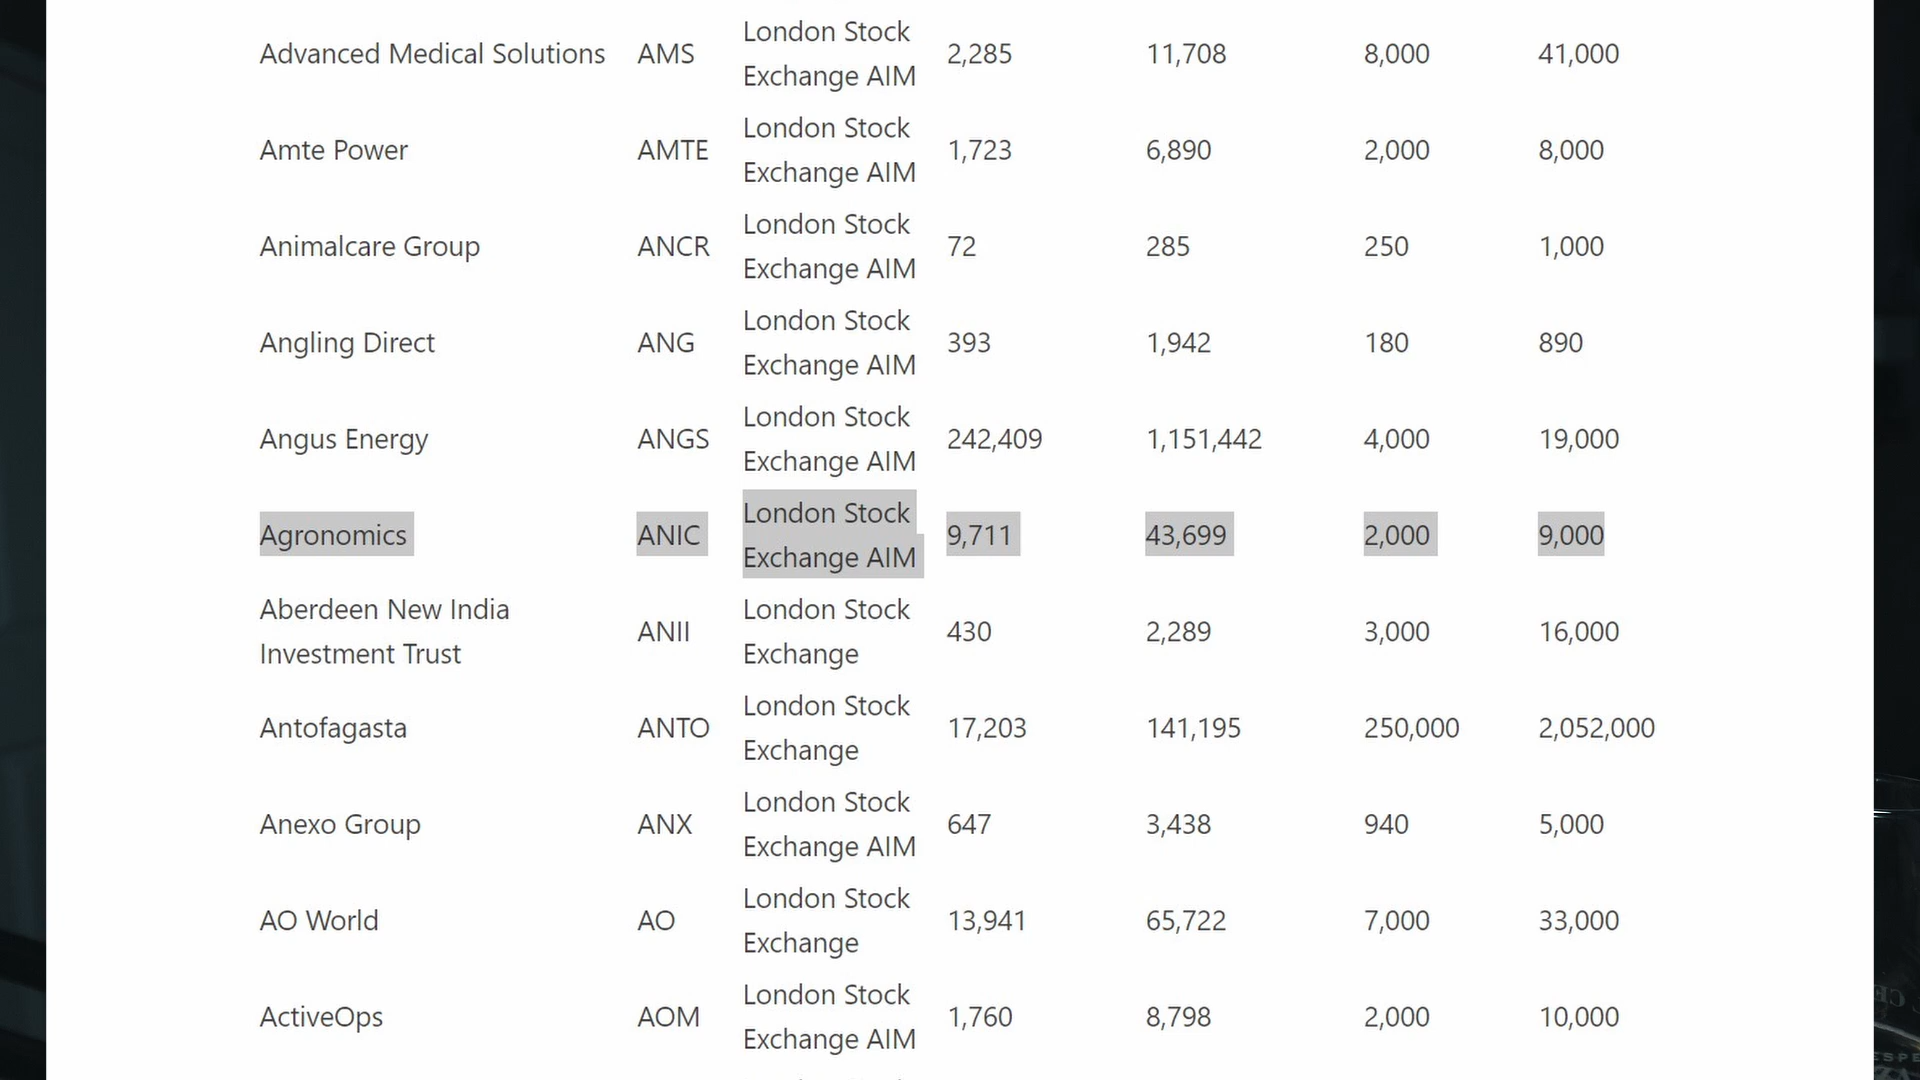 London Stock
Advanced Medical Solutions AMS Exchange AIM 2,285 11,708 8,000 41,000
London Stock
Amte Power AMTE Exchange AIM 1,723 6,890 2,000 8,000
London Stock
Animalcare Group ANCR Exchange AIM 72 285 250 1,000
London Stock
Angling Direct ANG Exchange AIM 393 1,942 180 890
London Stock
Angus Energy ANGS Exchange AIM 242,409 1,151,442 4,000 19,000
London Stock
Agronomics ANIC Exchange AIM 9,711 43,699 2,000 9,000
Aberdeen New India London Stock
Investment Trust ANII Exchange 430 2,289 3,000 16,000
London Stock
Antofagasta ANTO Exchange 17,203 141,195 250,000 2,052,000
London Stock
Anexo Group ANX Exchange AIM 647 3,438 940 5,000
London Stock
AO World AO Exchange 13,941 65,722 7,000 33,000
London Stock
ActiveOps AOM Exchange AIM 1,760 8,798 2,000 10,000